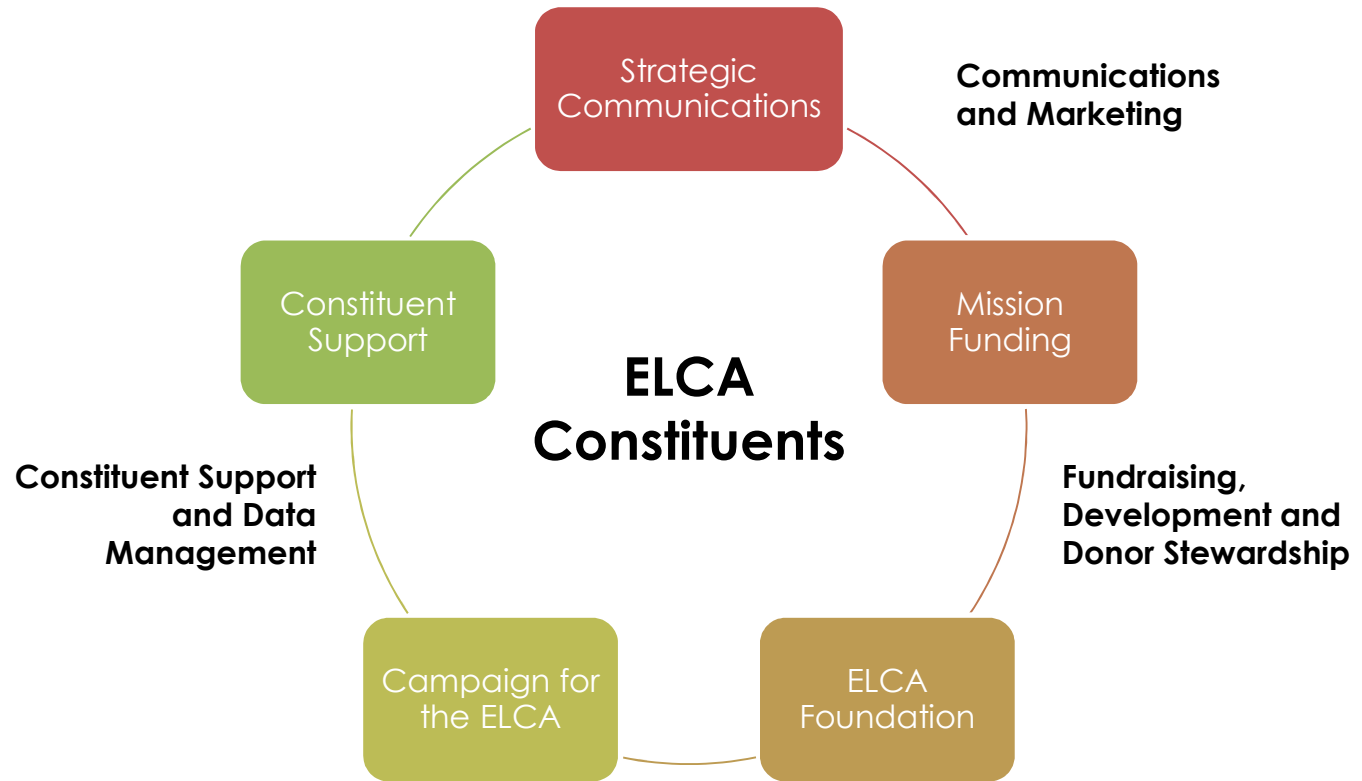 Strategic
Communications
Communications
and Marketing
Constituent
Support
Mission
Funding
ELCA
Constituents
Constituent Support
and Data
Management
Fundraising,
Development and
Donor Stewardship
Campaign for
the ELCA
ELCA
Foundation